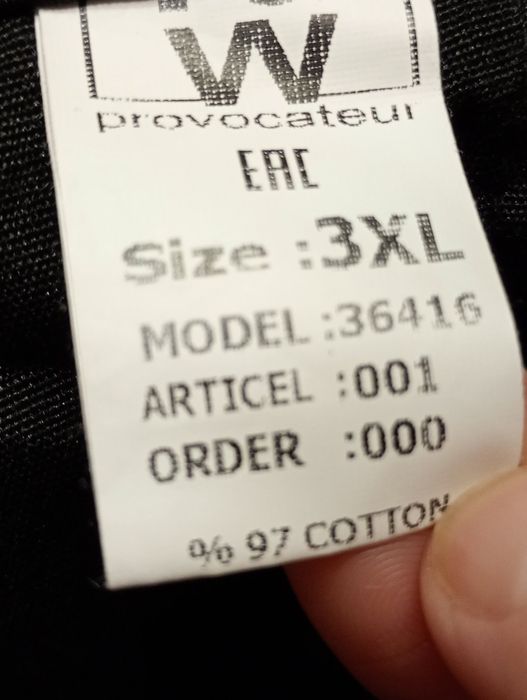 W
provocateur
EAC
Size :3XL
MODEL :36416
ARTICEL :001
ORDER :000
% 97 COTTON